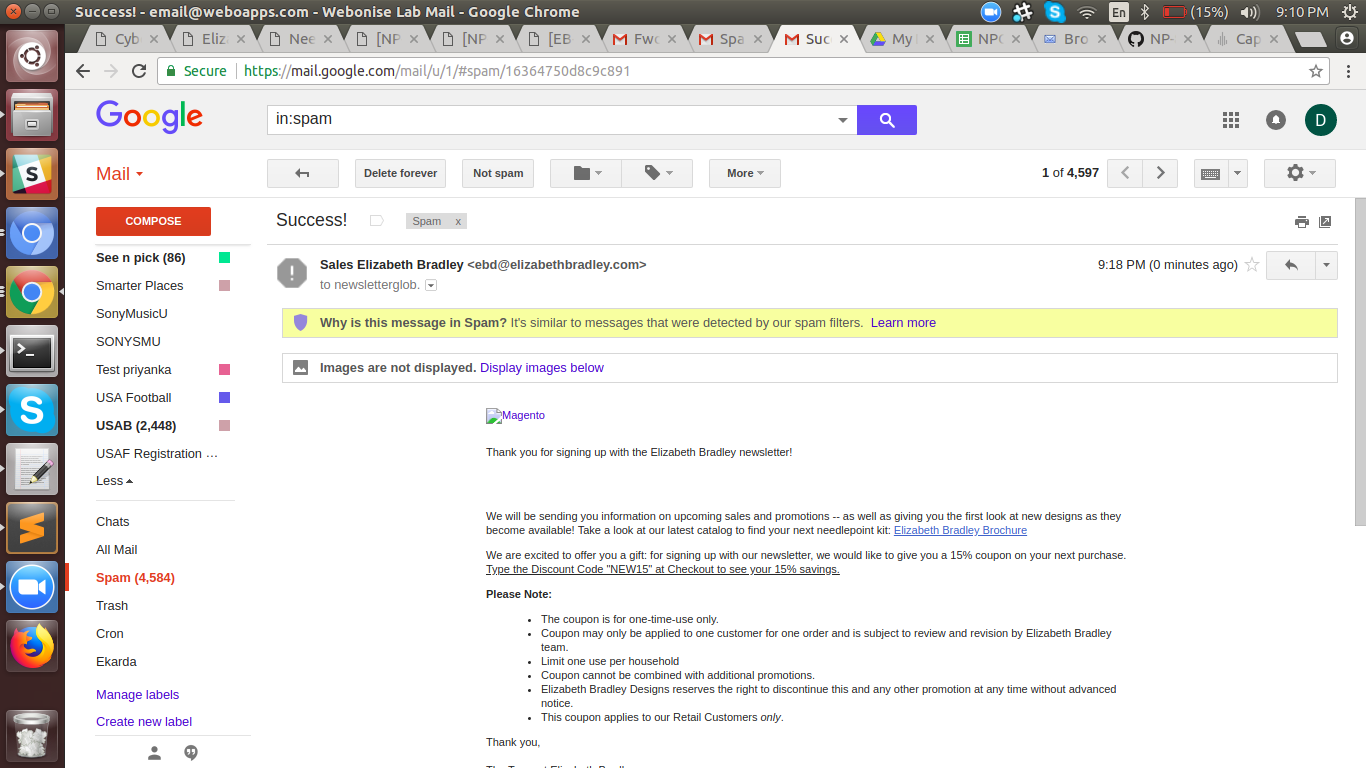 Success! - email@weboapps.com - Webonise Lab Mail - Google Chrome
En
(15%)
9:10 PM
Cyb
Eliz
Nee
[NP
[NP
[EB
Fwc
Spa
Suc
My
NPC
Bro
NP-
Cap
Secure
https://mail.google.com/mail/u/1/#spam/16364750d8c9c891
Google
in:spam
D
Mail
Delete forever
Not spam
More
1 of 4,597
COMPOSE
See n pick (86)
Smarter Places
SonyMusicU
SONYSMU
Test priyanka
USA Football
USAB (2,448)
USAF Registration …
Less
Chats
All Mail
Spam (4,584)
Trash
Cron
Ekarda
Manage labels
Create new label
Success!
Spam x
Sales Elizabeth Bradley <ebd@elizabethbradley.com>
9:18 PM (0 minutes ago)
to newsletterglob.
Why is this message in Spam? It's similar to messages that were detected by our spam filters. Learn more
Images are not displayed. Display images below
Magento
Thank you for signing up with the Elizabeth Bradley newsletter!
We will be sending you information on upcoming sales and promotions -- as well as giving you the first look at new designs as they
become available! Take a look at our latest catalog to find your next needlepoint kit: Elizabeth Bradley Brochure
We are excited to offer you a gift: for signing up with our newsletter, we would like to give you a 15% coupon on your next purchase.
Type the Discount Code "NEW15" at Checkout to see your 15% savings.
Please Note:
• The coupon is for one-time-use only.
• Coupon may only be applied to one customer for one order and is subject to review and revision by Elizabeth Bradley
team.
• Limit one use per household
• Coupon cannot be combined with additional promotions.
• Elizabeth Bradley Designs reserves the right to discontinue this and any other promotion at any time without advanced
notice.
• This coupon applies to our Retail Customers only.
Thank you,